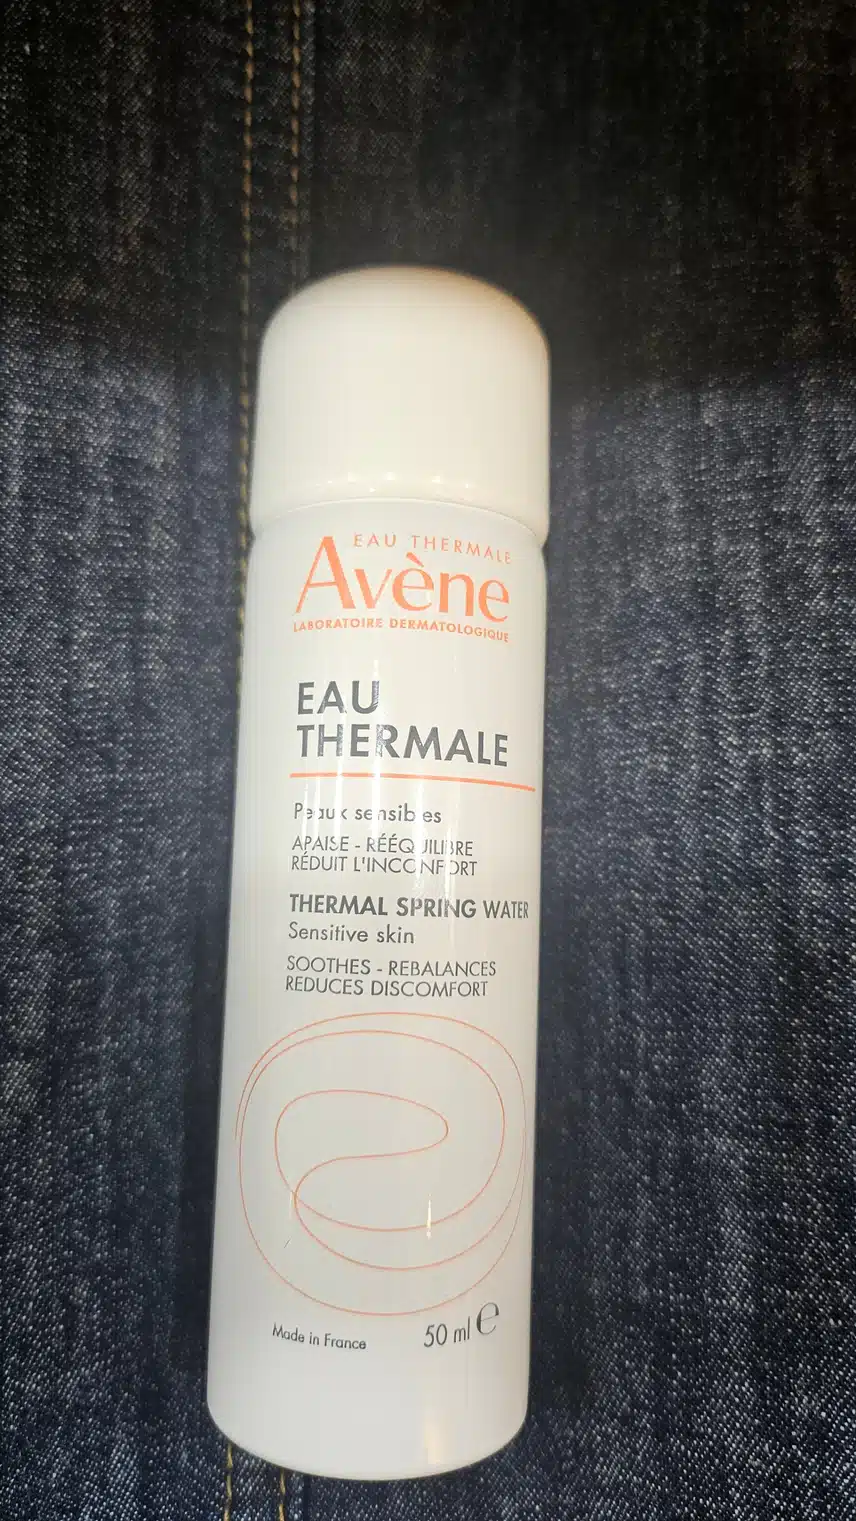 EAU THERMALE
Avène
LABORATOIRE DERMATOLOGIQUE
EAU
THERMALE
Peaux sensibles
APAISE - RÉÉQUILIBRE
RÉDUIT L'INCONFORT
THERMAL SPRING WATER
Sensitive skin
SOOTHES - REBALANCES
REDUCES DISCOMFORT
Made in France
50 ml ℮